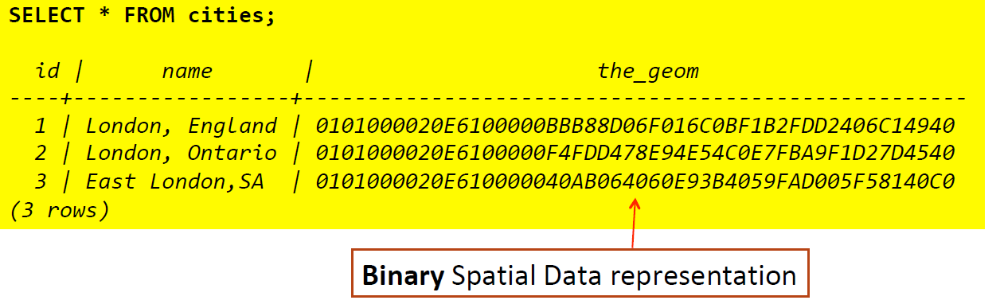 SELECT * FROM cities;
id | name | the_geom
----+-----------------+------------------------------------------------------
1 | London, England | 0101000020E6100000BBB88D06F016C0BF1B2FDD2406C14940
2 | London, Ontario | 0101000020E6100000F4FDD478E94E54C0E7FBA9F1D27D4540
3 | East London,SA | 0101000020E610000040AB064060E93B4059FAD005F58140C0
(3 rows)
Binary Spatial Data representation